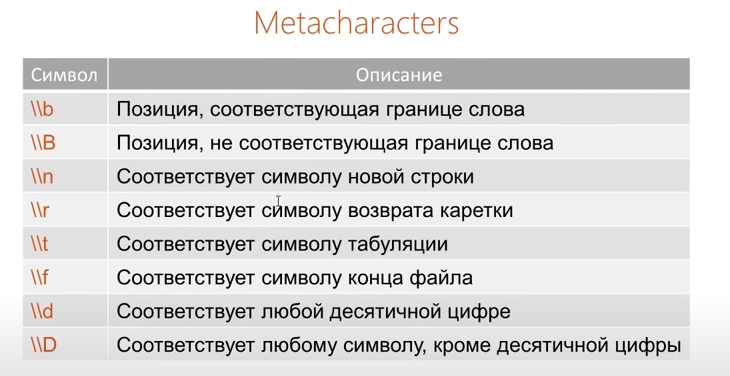 Metacharacters
Символ Описание
\\b Позиция, соответствующая границе слова
\\B Позиция, не соответствующая границе слова
\\n Соответствует символу новой строки
\\r Соответствует символу возврата каретки
\\t Соответствует символу табуляции
\\f Соответствует символу конца файла
\\d Соответствует любой десятичной цифре
\\D Соответствует любому символу, кроме десятичной цифры